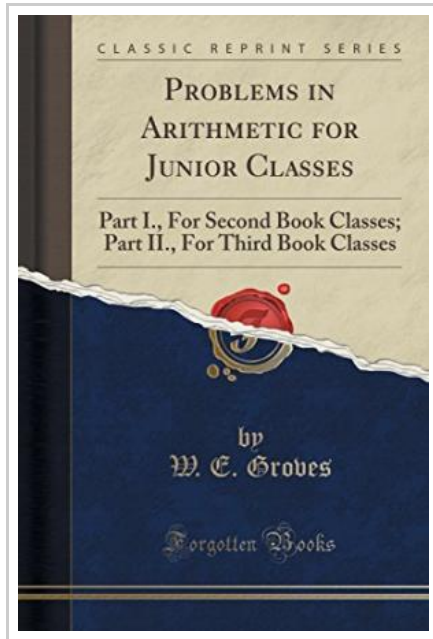 CLASSIC REPRINT SERIES
PROBLEMS IN
ARITHMETIC FOR
JUNIOR CLASSES
Part I., For Second Book Classes;
Part II., For Third Book Classes
by
W. E. Groves
Forgotten Books